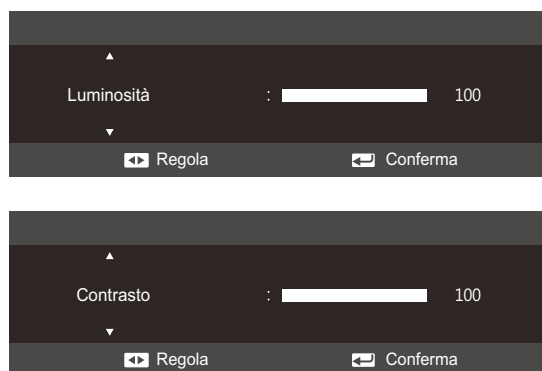 Luminosità : 100
Regola Conferma
Contrasto : 100
Regola Conferma